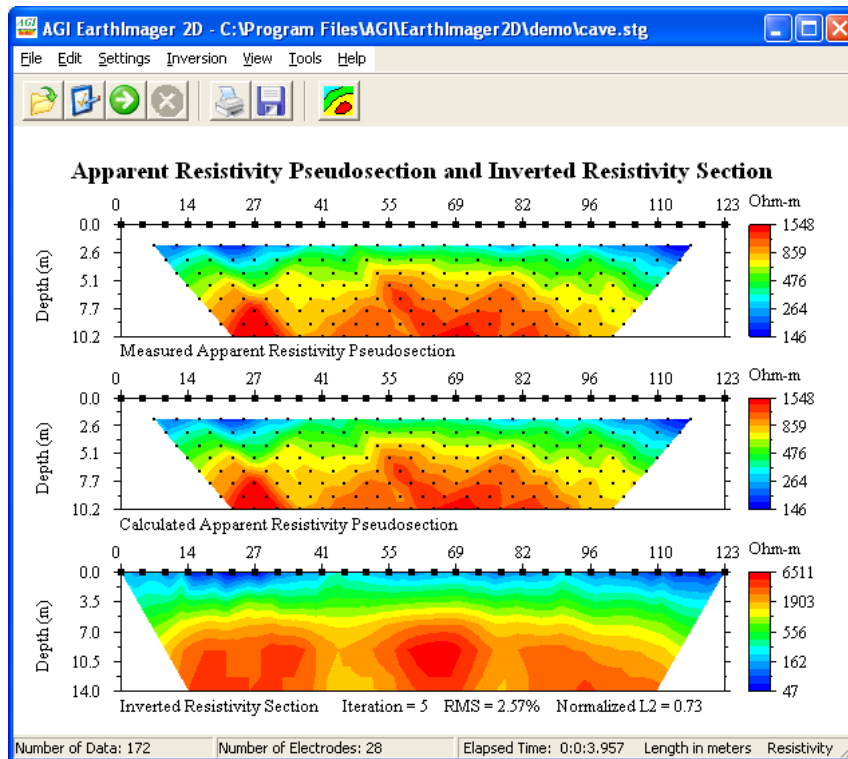 AGI EarthImager 2D - C:\Program Files\AGI\EarthImager2D\demo\cave.stg
File Edit Settings Inversion View Tools Help
Apparent Resistivity Pseudosection and Inverted Resistivity Section
0 14 27 41 55 69 82 96 110 123 Ohm-m
0.0 1548
2.6 859
5.1 476
7.7 264
10.2 146
Depth (m)
Measured Apparent Resistivity Pseudosection
0 14 27 41 55 69 82 96 110 123 Ohm-m
0.0 1548
2.6 859
5.1 476
7.7 264
10.2 146
Depth (m)
Calculated Apparent Resistivity Pseudosection
0 14 27 41 55 69 82 96 110 123 Ohm-m
0.0 6511
3.5 1903
7.0 556
10.5 162
14.0 47
Depth (m)
Inverted Resistivity Section Iteration = 5 RMS = 2.57% Normalized L2 = 0.73
Number of Data: 172 Number of Electrodes: 28 Elapsed Time: 0:0:3.957 Length in meters Resistivity